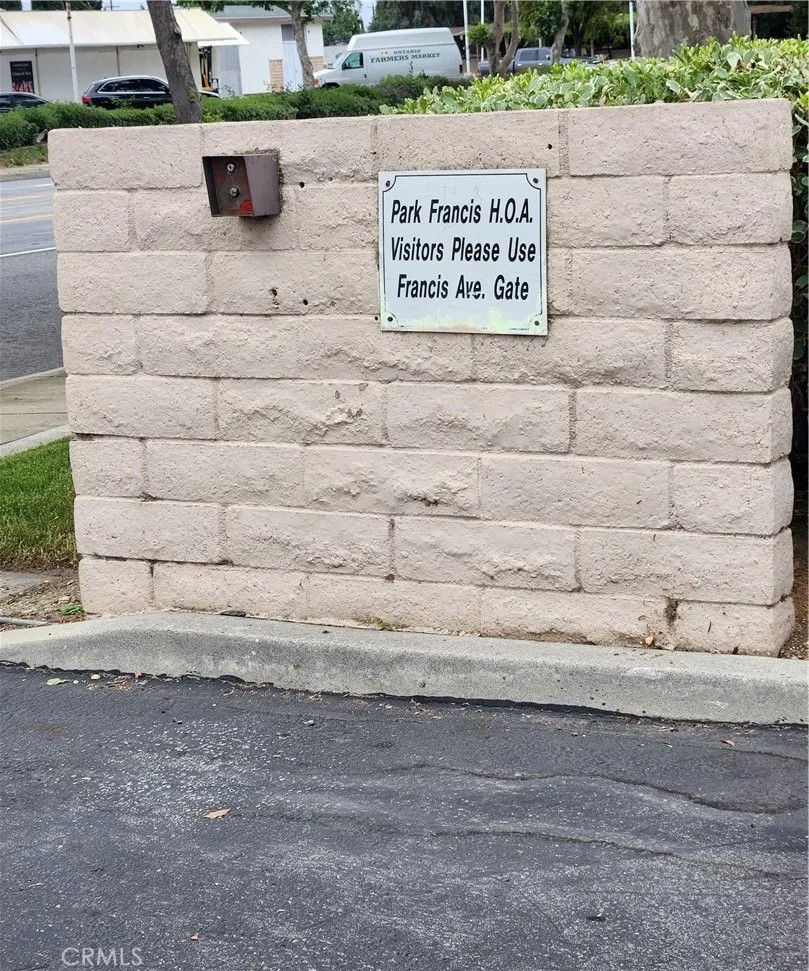 ONTARIO
FARMERS MARKET
Park Francis H.O.A.
Visitors Please Use
Francis Ave. Gate
CRMLS